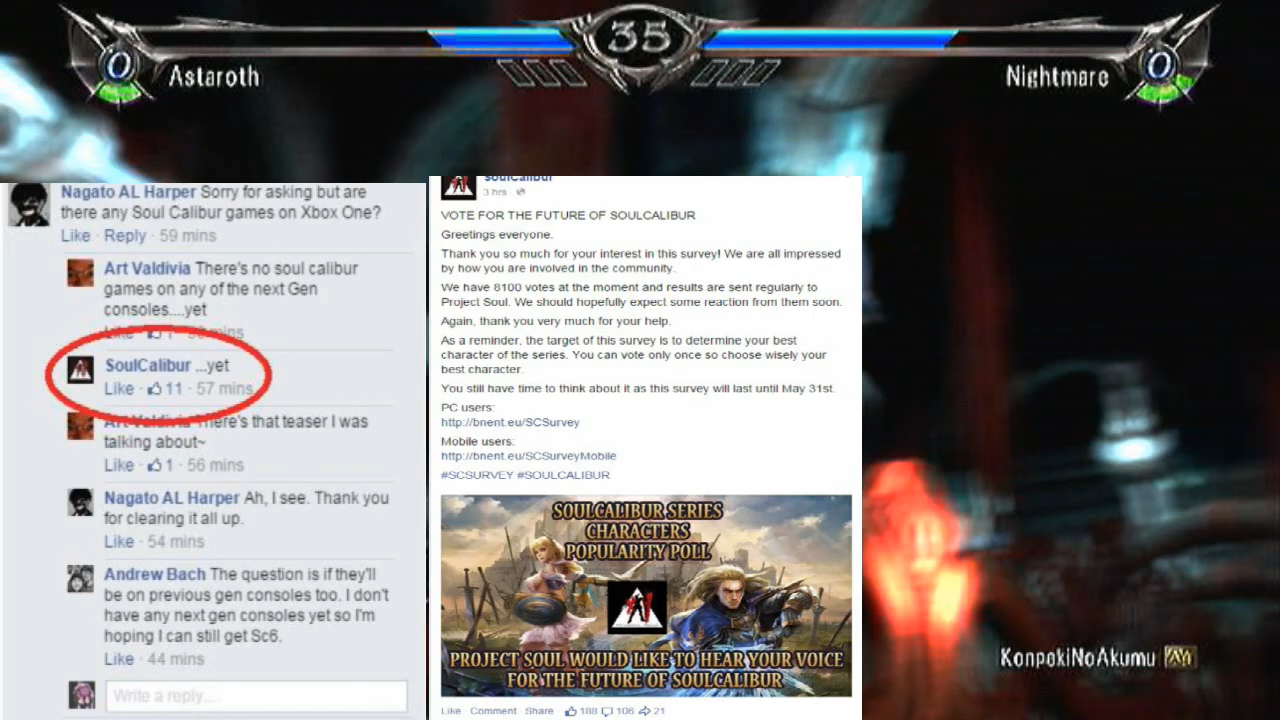 35
0
Astaroth
Nightmare
0
Nagato AL Harper Sorry for asking but are
there any Soul Calibur games on Xbox One?
Like · Reply · 59 mins
Art Valdivia There's no soul calibur
games on any of the next Gen
consoles....yet
Like · 1 · 58 mins
SoulCalibur ...yet
Like · 11 · 57 mins
Art Valdivia There's that teaser I was
talking about~
Like · 1 · 56 mins
Nagato AL Harper Ah, I see. Thank you
for clearing it all up.
Like · 54 mins
Andrew Bach The question is if they'll
be on previous gen consoles too. I don't
have any next gen consoles yet so I'm
hoping I can still get Sc6.
Like · 44 mins
Write a reply...
SoulCalibur
3 hrs
VOTE FOR THE FUTURE OF SOULCALIBUR
Greetings everyone.
Thank you so much for your interest in this survey! We are all impressed
by how you are involved in the community.
We have 8100 votes at the moment and results are sent regularly to
Project Soul. We should hopefully expect some reaction from them soon.
Again, thank you very much for your help.
As a reminder, the target of this survey is to determine your best
character of the series. You can vote only once so choose wisely your
best character.
You still have time to think about it as this survey will last until May 31st.
PC users:
http://bnent.eu/SCSurvey
Mobile users:
http://bnent.eu/SCSurveyMobile
#SCSURVEY #SOULCALIBUR
SOULCALIBUR SERIES
CHARACTERS
POPULARITY POLL
PROJECT SOUL WOULD LIKE TO HEAR YOUR VOICE
FOR THE FUTURE OF SOULCALIBUR
Like · Comment · Share · 188 106 21
KonpekiNoAkumu